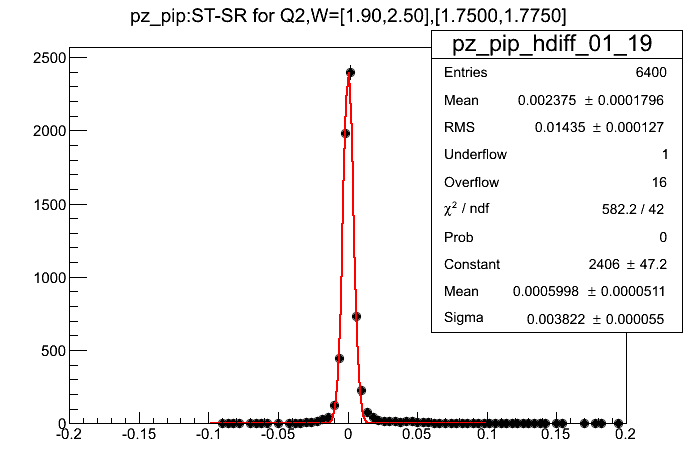 pz_pip:ST-SR for Q2,W=[1.90,2.50],[1.7500,1.7750]
pz_pip_hdiff_01_19
Entries 6400
Mean 0.002375 ± 0.0001796
RMS 0.01435 ± 0.000127
Underflow 1
Overflow 16
χ² / ndf 582.2 / 42
Prob 0
Constant 2406 ± 47.2
Mean 0.0005998 ± 0.0000511
Sigma 0.003822 ± 0.000055
2500
2000
1500
1000
500
0
-0.2 -0.15 -0.1 -0.05 0 0.05 0.1 0.15 0.2